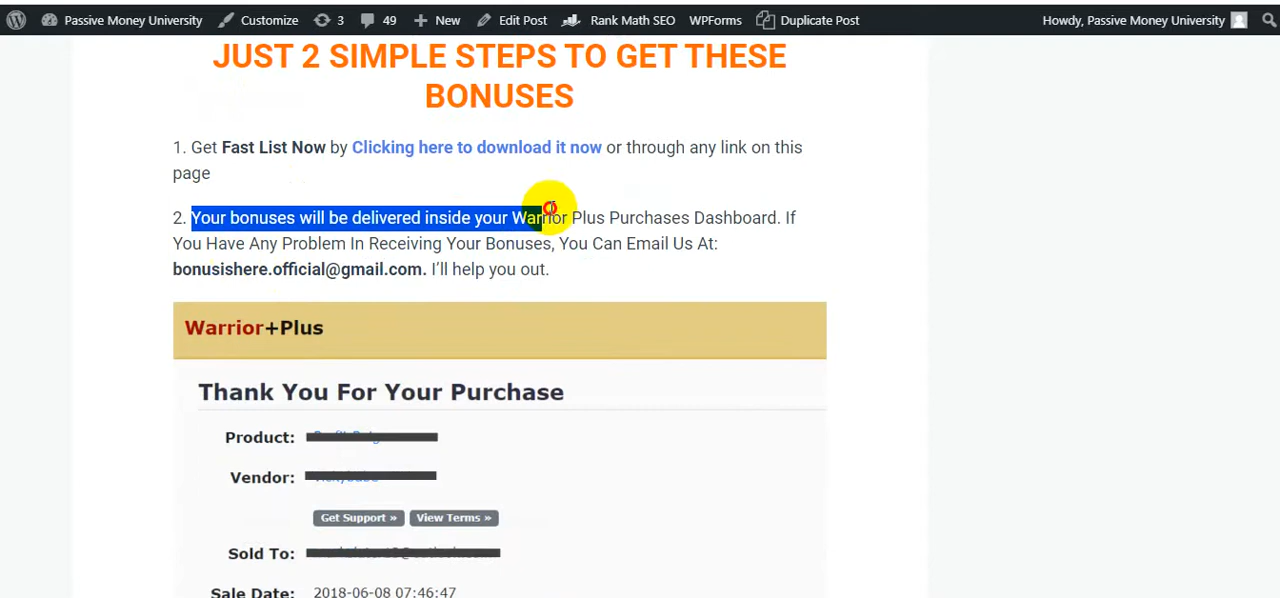 Passive Money University Customize 3 49 New Edit Post Rank Math SEO WPForms Duplicate Post Howdy, Passive Money University
JUST 2 SIMPLE STEPS TO GET THESE
BONUSES
1. Get Fast List Now by Clicking here to download it now or through any link on this
page
2. Your bonuses will be delivered inside your Warrior Plus Purchases Dashboard. If
You Have Any Problem In Receiving Your Bonuses, You Can Email Us At:
bonusishere.official@gmail.com. I’ll help you out.
Warrior+Plus
Thank You For Your Purchase
Product:
Vendor:
Get Support » View Terms »
Sold To:
Sale Date: 2018-06-08 07:46:47